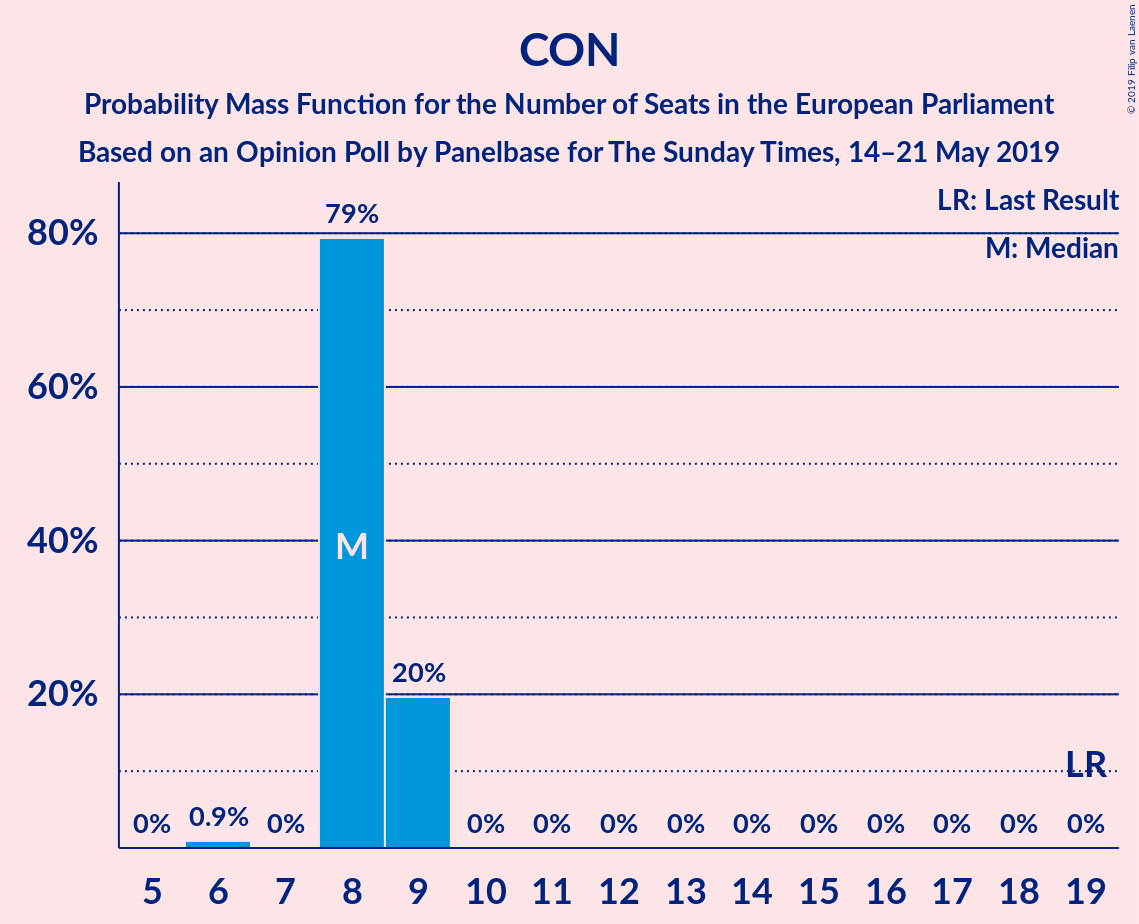 CON
Probability Mass Function for the Number of Seats in the European Parliament
Based on an Opinion Poll by Panelbase for The Sunday Times, 14–21 May 2019
© 2019 Filip van Laenen
LR: Last Result
M: Median
80%
60%
40%
20%
79%
M
20%
LR
0% 0.9% 0% 0% 0% 0% 0% 0% 0% 0% 0% 0% 0%
5 6 7 8 9 10 11 12 13 14 15 16 17 18 19